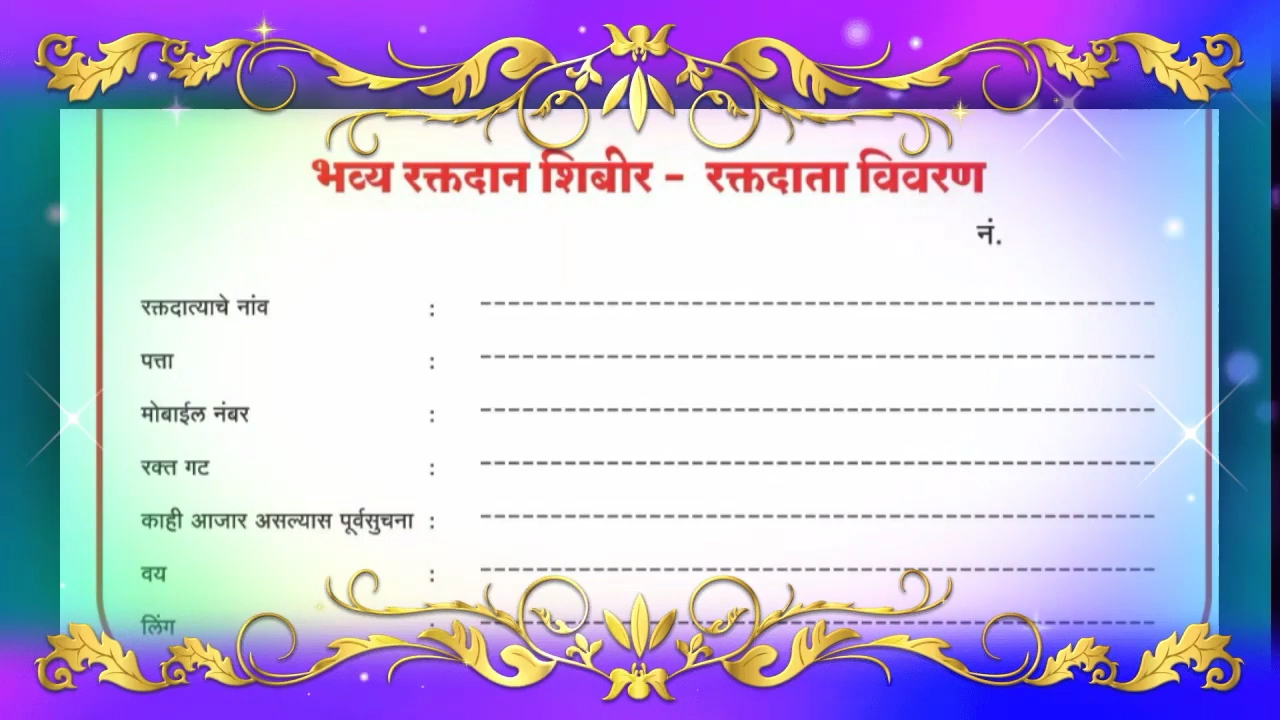 भव्य रक्तदान शिबीर - रक्तदाता विवरण
नं.
रक्तदात्याचे नांव :
पत्ता :
मोबाईल नंबर :
रक्त गट :
काही आजार असल्यास पूर्वसुचना :
वय :
लिंग :